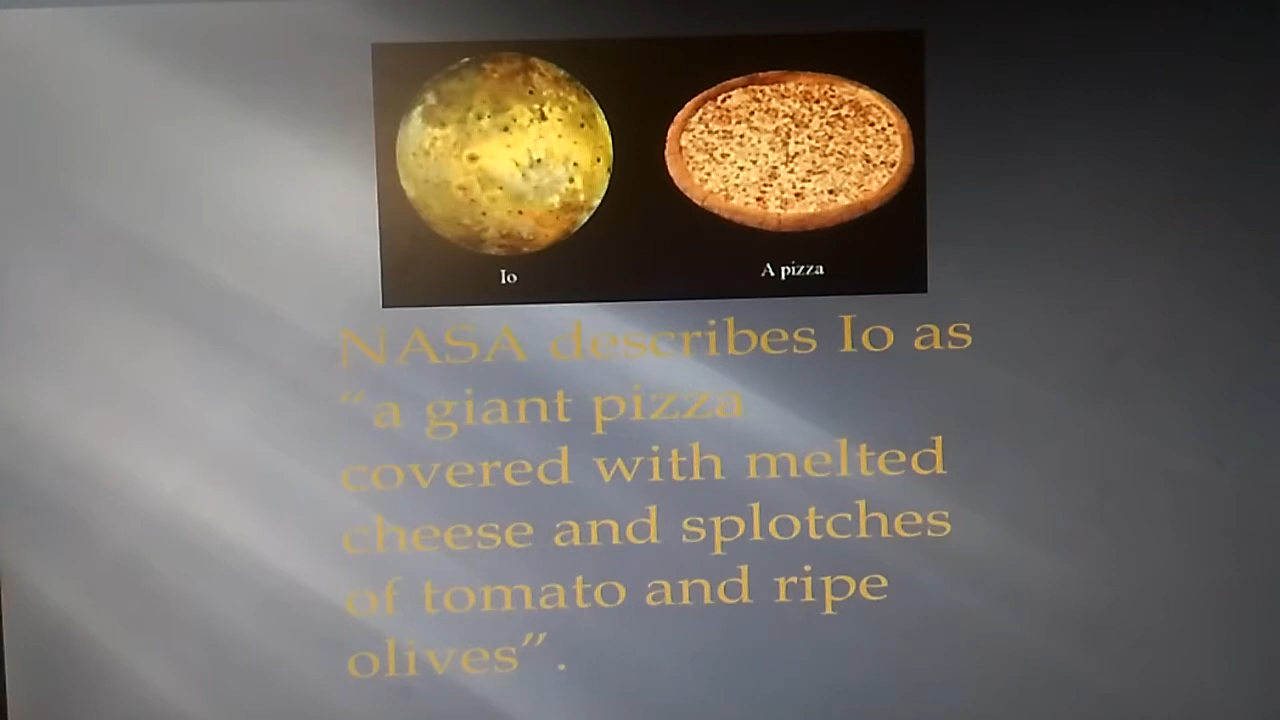 Io
A pizza
NASA describes Io as
“a giant pizza
covered with melted
cheese and splotches
of tomato and ripe
olives”.